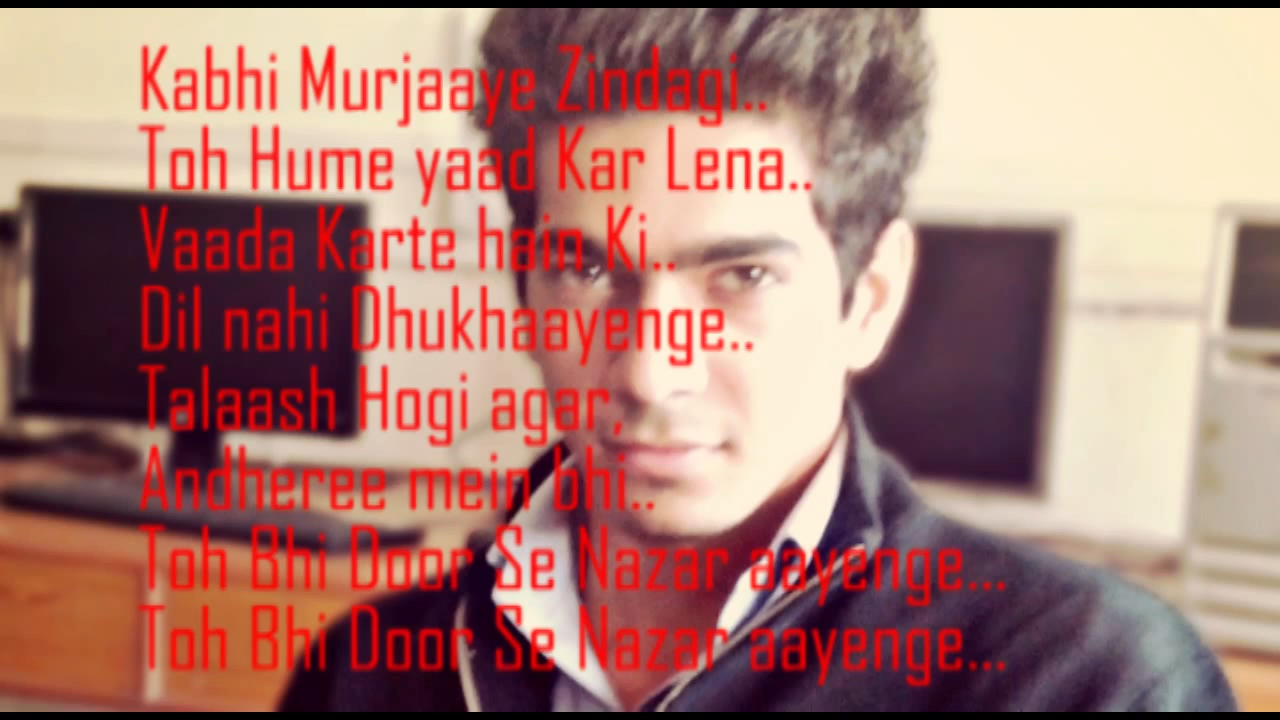 Kabhi Murjaaye Zindagi..
Toh Hume yaad Kar Lena..
Vaada Karte hain Ki..
Dil nahi Dhukhaayenge..
Talaash Hogi agar,
Andheree mein bhi..
Toh Bhi Door Se Nazar aayenge...
Toh Bhi Door Se Nazar aayenge...